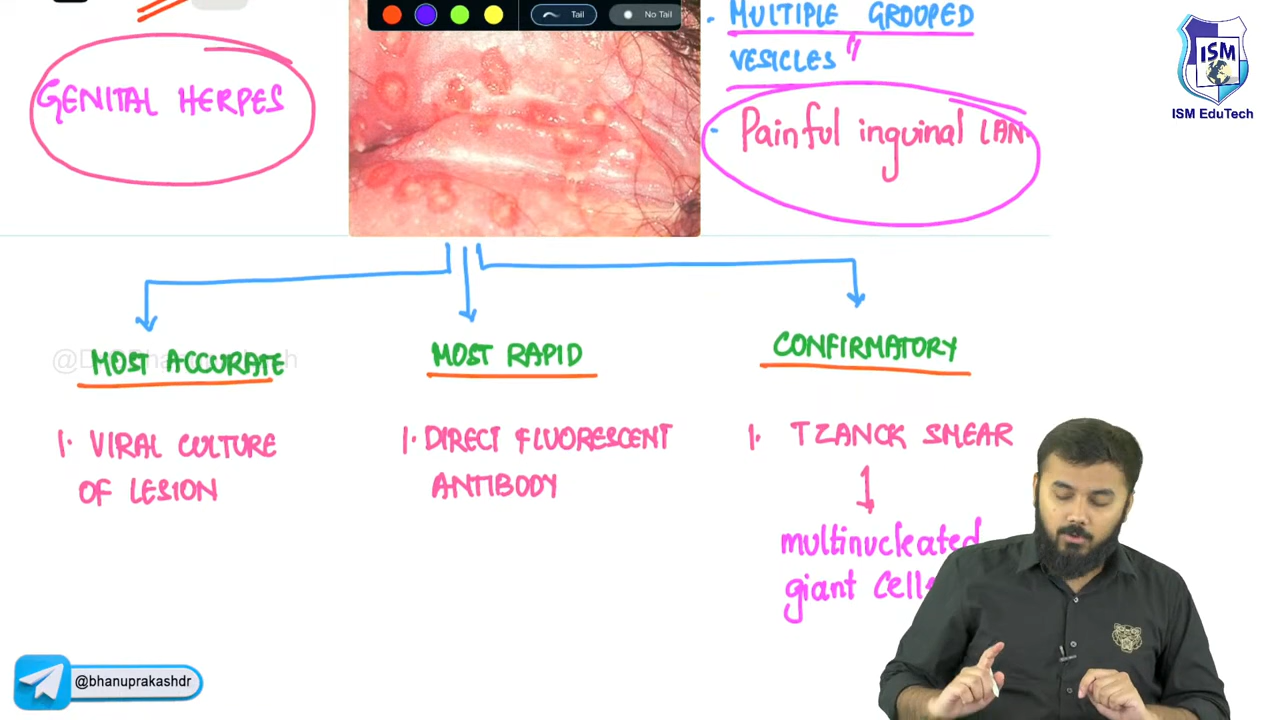 Tail
No Tail
MULTIPLE GROUPED
VESICLES
ISM
ISM EduTech
GENITAL HERPES
Painful inguinal LAN.
MOST ACCURATE
MOST RAPID
CONFIRMATORY
1. VIRAL CULTURE
OF LESION
1. DIRECT FLUORESCENT
ANTIBODY
1. TZANCK SMEAR
multinucleated
giant cells
@bhanuprakashdr